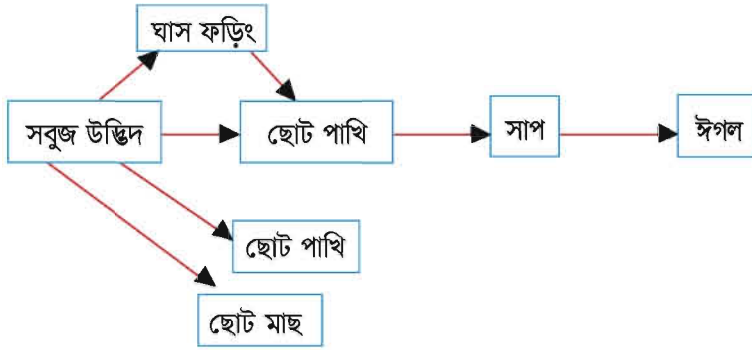 ঘাস ফড়িং
সবুজ উদ্ভিদ
ছোট পাখি
সাপ
ঈগল
ছোট পাখি
ছোট মাছ